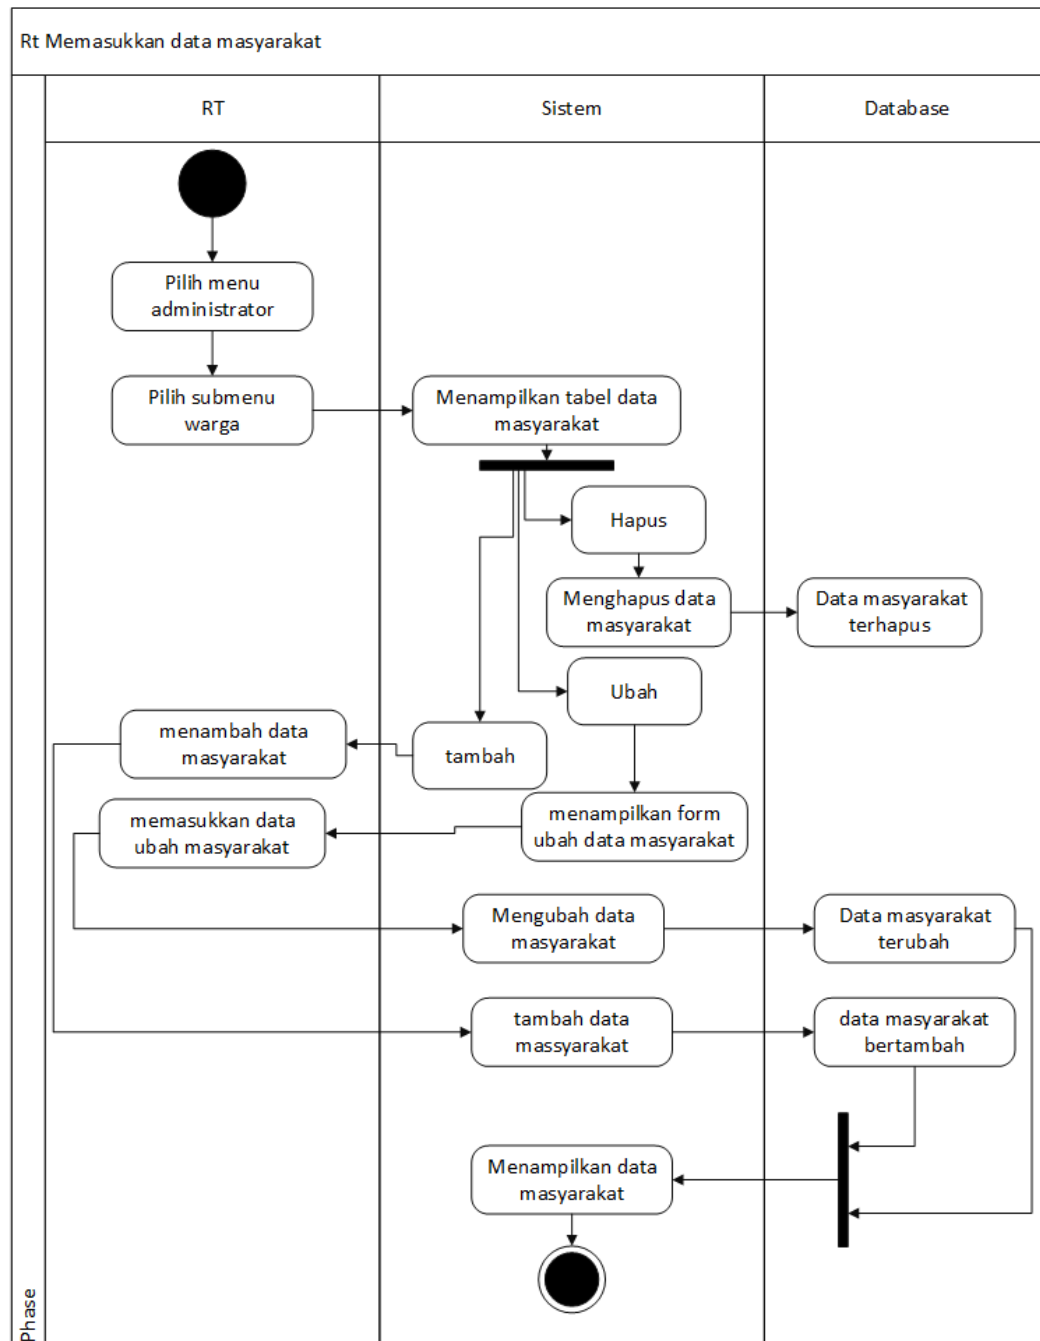 Rt Memasukkan data masyarakat
RT
Sistem
Database
Pilih menu
administrator
Pilih submenu
warga
Menampilkan tabel data
masyarakat
Hapus
Menghapus data
masyarakat
Data masyarakat
terhapus
Ubah
menambah data
masyarakat
tambah
memasukkan data
ubah masyarakat
menampilkan form
ubah data masyarakat
Mengubah data
masyarakat
Data masyarakat
terubah
tambah data
massyarakat
data masyarakat
bertambah
Menampilkan data
masyarakat
Phase